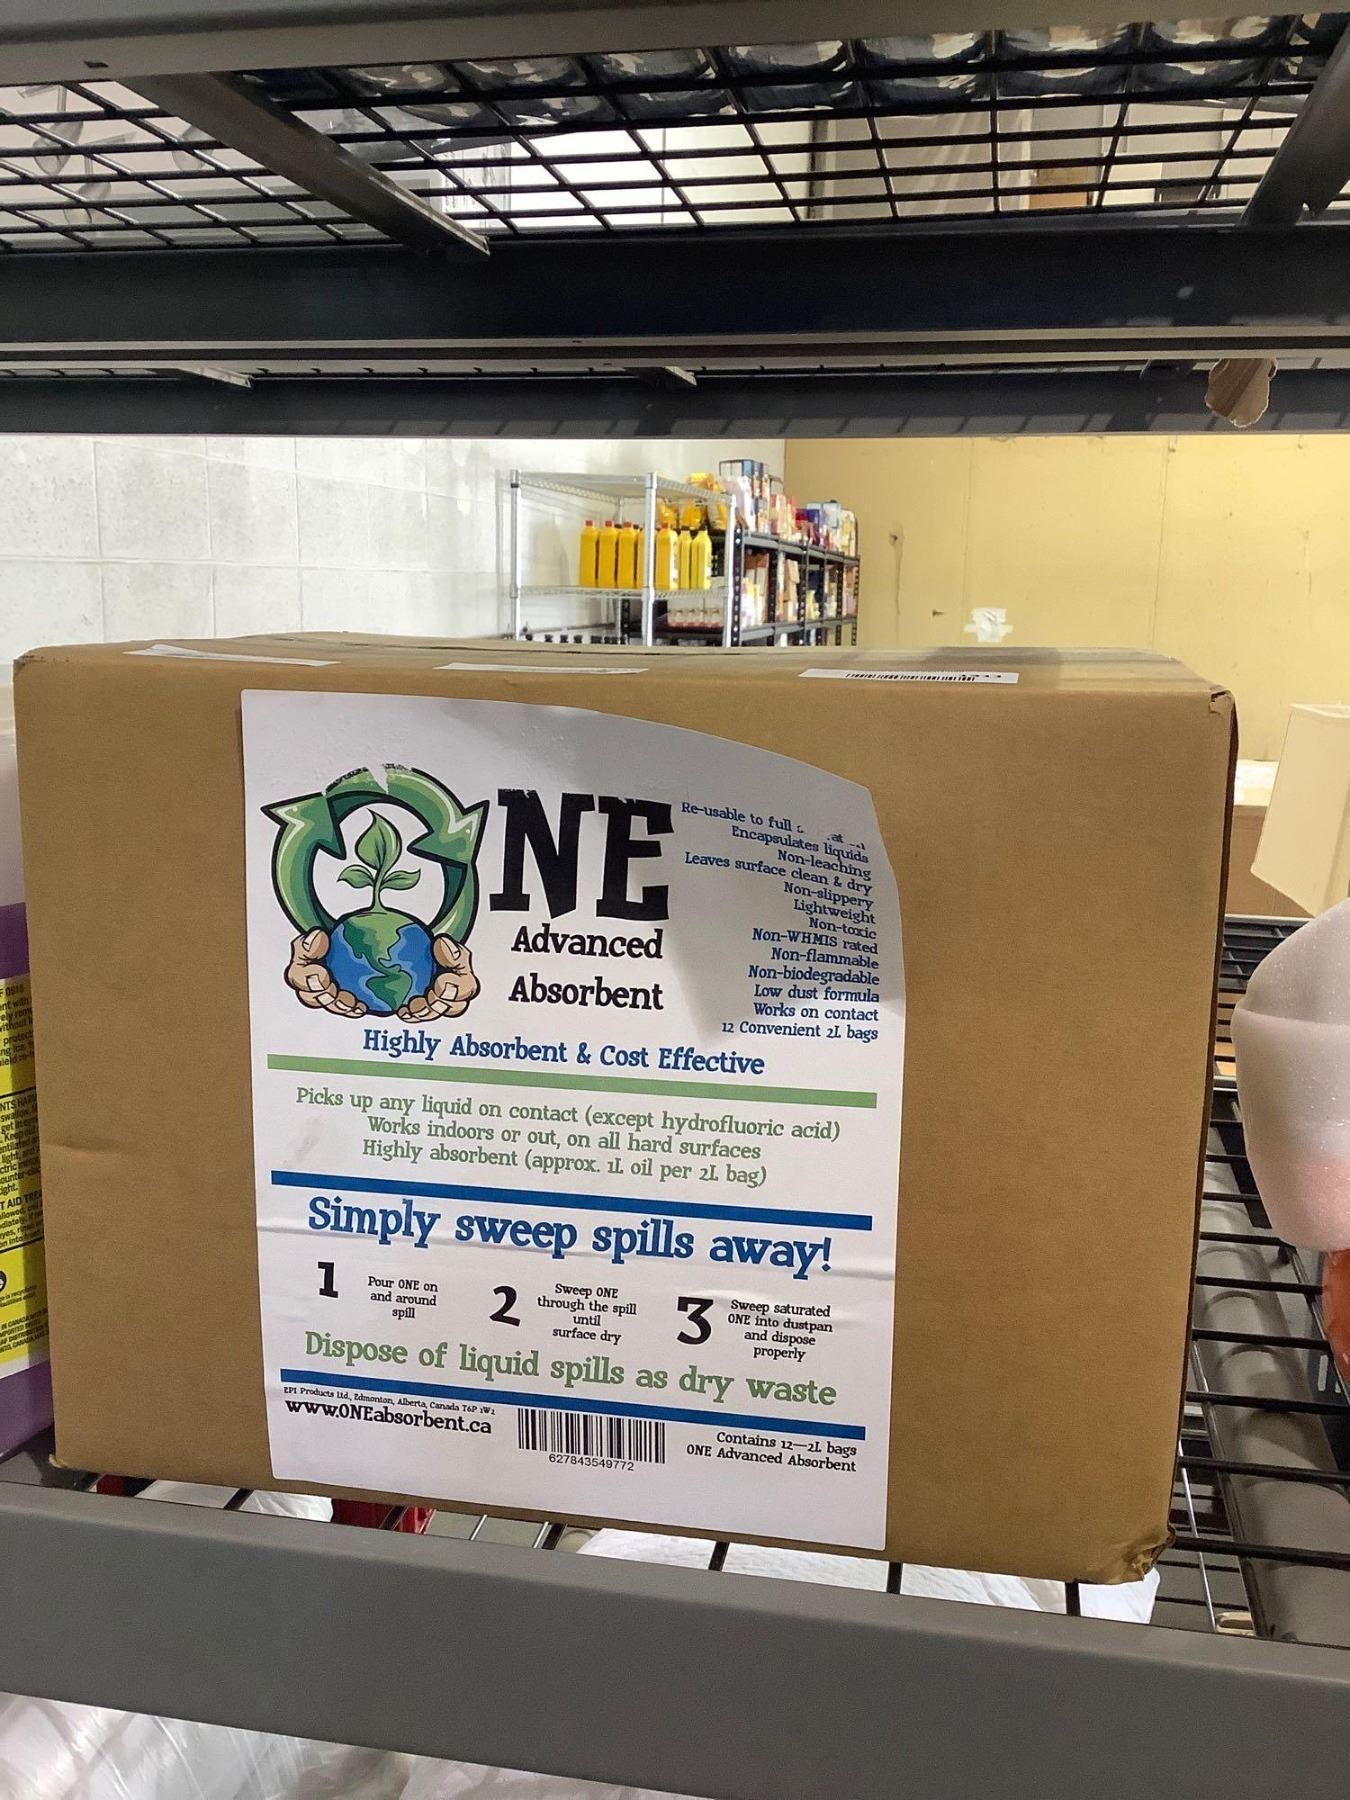 ONE
Advanced
Absorbent
Re-usable to full
Encapsulates liquids
Non-leaching
Leaves surface clean & dry
Non-slippery
Lightweight
Non-toxic
Non-WHMIS rated
Non-flammable
Non-biodegradable
Low dust formula
Works on contact
12 Convenient 2L bags
Highly Absorbent & Cost Effective
Picks up any liquid on contact (except hydrofluoric acid)
Works indoors or out, on all hard surfaces
Highly absorbent (approx. 1L oil per 2L bag)
Simply sweep spills away!
1 Pour ONE on
and around
spill
2 Sweep ONE
through the spill
until
surface dry
3 Sweep saturated
ONE into dustpan
and dispose
properly
Dispose of liquid spills as dry waste
EPI Products Ltd., Edmonton, Alberta, Canada T6P 1W2
www.ONEabsorbent.ca
627843549772
Contains 12—2L bags
ONE Advanced Absorbent